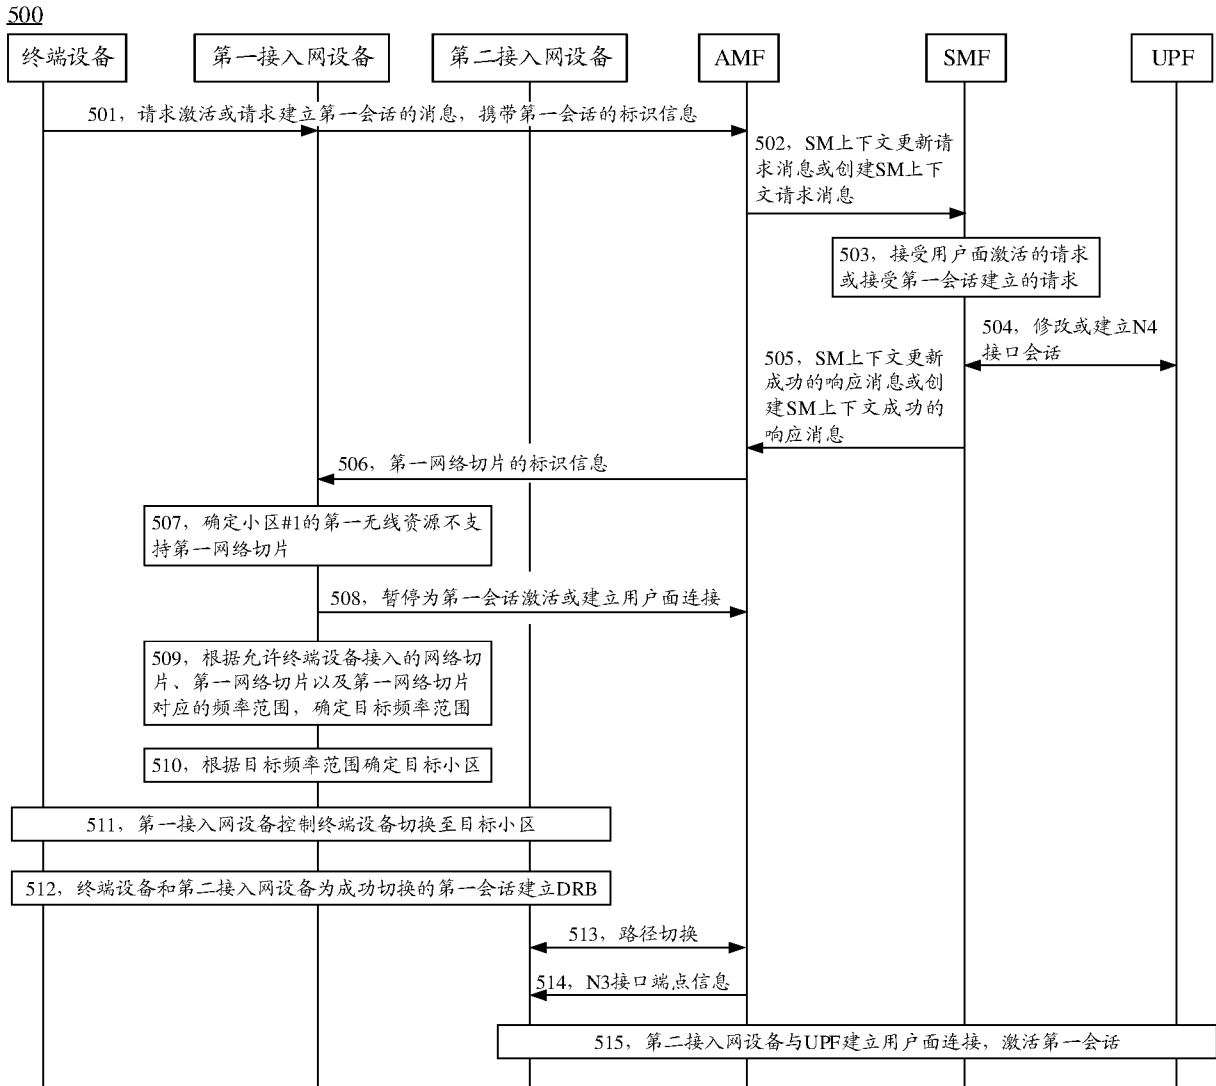 500
终端设备
第一接入网设备
第二接入网设备
AMF
SMF
UPF
501，请求激活或请求建立第一会话的消息，携带第一会话的标识信息
502，SM上下文更新请
求消息或创建SM上下
文请求消息
503，接受用户面激活的请求
或接受第一会话建立的请求
504，修改或建立N4
接口会话
505，SM上下文更新
成功的响应消息或创
建SM上下文成功的
响应消息
506，第一网络切片的标识信息
507，确定小区#1的第一无线资源不支
持第一网络切片
508，暂停为第一会话激活或建立用户面连接
509，根据允许终端设备接入的网络切
片、第一网络切片以及第一网络切片
对应的频率范围，确定目标频率范围
510，根据目标频率范围确定目标小区
511，第一接入网设备控制终端设备切换至目标小区
512，终端设备和第二接入网设备为成功切换的第一会话建立DRB
513，路径切换
514，N3接口端点信息
515，第二接入网设备与UPF建立用户面连接，激活第一会话